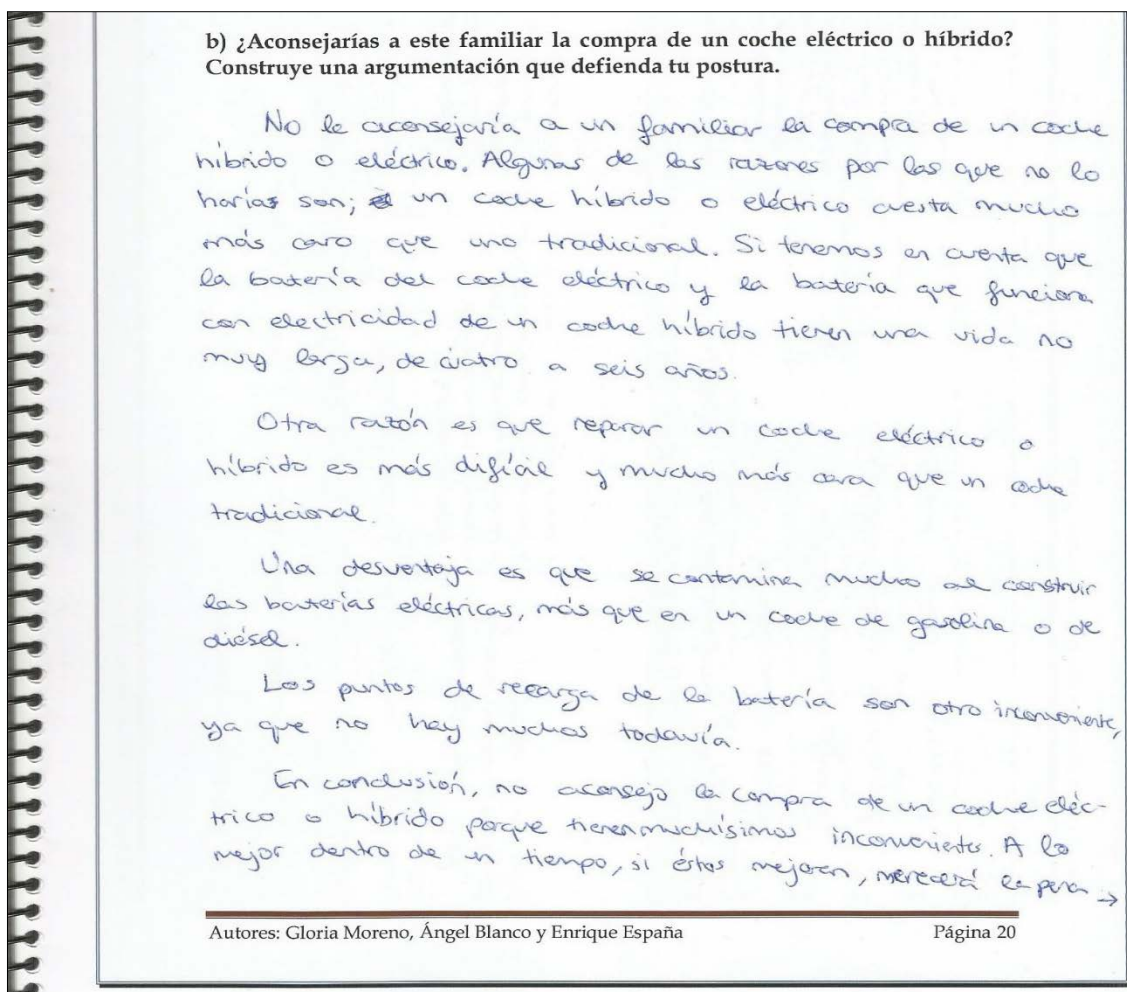 b) ¿Aconsejarías a este familiar la compra de un coche eléctrico o híbrido?
Construye una argumentación que defienda tu postura.
No le aconsejaría a un familiar la compra de un coche
híbrido o eléctrico. Algunas de las razones por las que no lo
harías son; un coche híbrido o eléctrico cuesta mucho
más caro que uno tradicional. Si tenemos en cuenta que
la batería del coche eléctrico y la batería que funciona
con electricidad de un coche híbrido tienen una vida no
muy larga, de cuatro a seis años.
Otra razón es que reparar un coche eléctrico o
híbrido es más difícil y mucho más cara que un coche
tradicional.
Una desventaja es que se contamina mucho al construir
las baterías eléctricas, más que en un coche de gasolina o de
diésel.
Los puntos de recarga de la batería son otro inconveniente,
ya que no hay muchos todavía.
En conclusión, no aconsejo la compra de un coche eléc-
trico o híbrido porque tienen muchísimos inconvenientes. A lo
mejor dentro de un tiempo, si éstos mejoran, merecerá la pena →
Autores: Gloria Moreno, Ángel Blanco y Enrique España Página 20